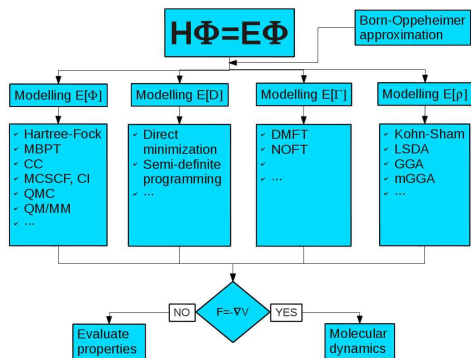 HΦ=EΦ
Born-Oppeheimer
approximation
Modelling E[Φ]
Modelling E[D]
Modelling E[Γ]
Modelling E[ρ]
✔ Hartree-Fock
✔ MBPT
✔ CC
✔ MCSCF, CI
✔ QMC
✔ QM/MM
✔ ...
✔ Direct
minimization
✔ Semi-definite
programming
✔ ...
✔ DMFT
✔ NOFT
✔
✔ ...
✔ Kohn-Sham
✔ LSDA
✔ GGA
✔ mGGA
✔ ...
NO
F=-∇V
YES
Evaluate
properties
Molecular
dynamics